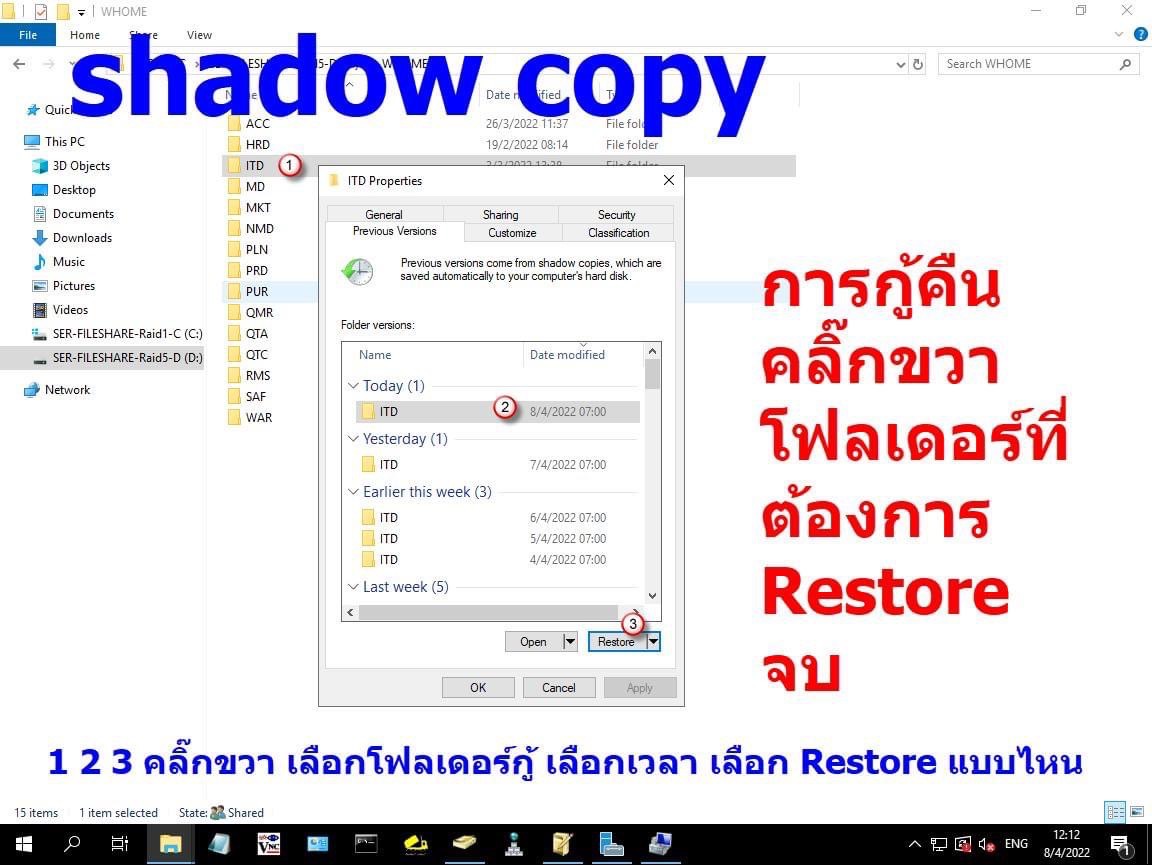 WHOME
File Home Share View
shadow copy
Search WHOME
Date modified
ACC 26/3/2022 11:37 File folder
HRD 19/2/2022 08:14 File folder
ITD 1
MD
MKT
NMD
PLN
PRD
PUR
QMR
QTA
QTC
RMS
SAF
WAR
This PC
3D Objects
Desktop
Documents
Downloads
Music
Pictures
Videos
SER-FILESHARE-Raid1-C (C:)
SER-FILESHARE-Raid5-D (D:)
Network
ITD Properties
General Sharing Security
Previous Versions Customize Classification
Previous versions come from shadow copies, which are
saved automatically to your computer's hard disk.
Folder versions:
Name Date modified
Today (1)
ITD 2 8/4/2022 07:00
Yesterday (1)
ITD 7/4/2022 07:00
Earlier this week (3)
ITD 6/4/2022 07:00
ITD 5/4/2022 07:00
ITD 4/4/2022 07:00
Last week (5)
3
Open Restore
OK Cancel Apply
การกู้คืน
คลิ๊กขวา
โฟลเดอร์ที่
ต้องการ
Restore
จบ
1 2 3 คลิ๊กขวา เลือกโฟลเดอร์กู้ เลือกเวลา เลือก Restore แบบไหน
15 items 1 item selected State: Shared
VNC
ENG
12:12
8/4/2022
1